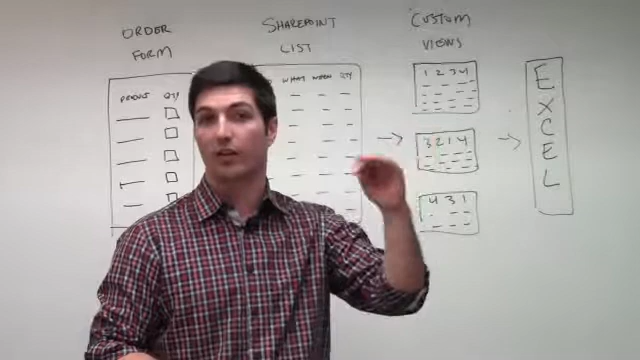 ORDER
FORM
PRODUCT QTY
SHAREPOINT
LIST
WHAT WHEN QTY
CUSTOM
VIEWS
1 2 3 4
3 2 1 4
4 3 1
EXCEL